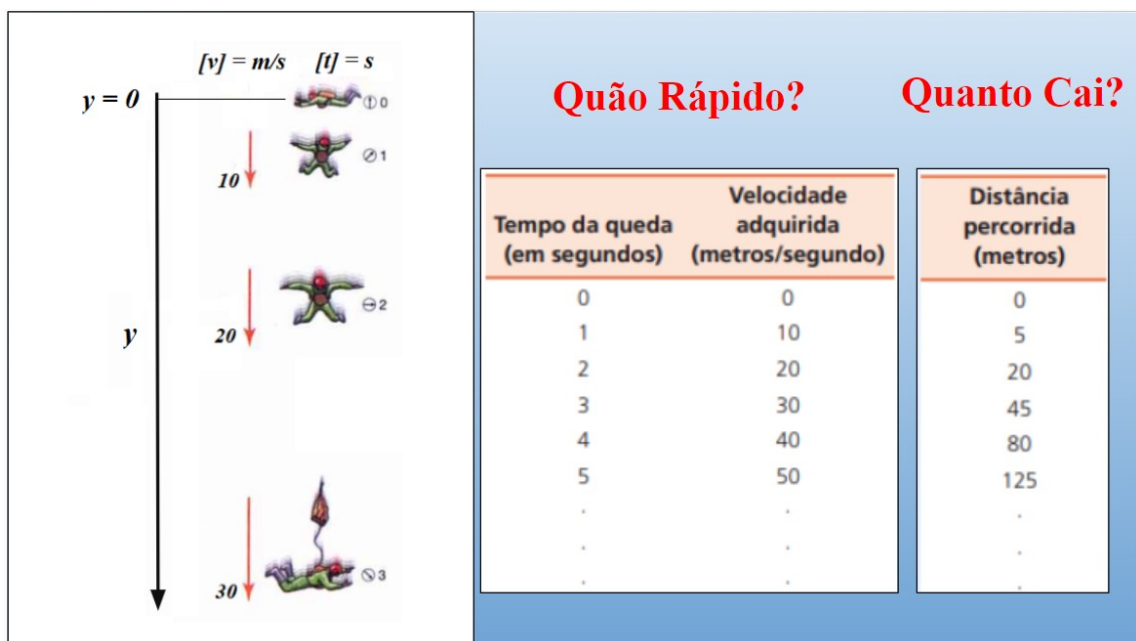 [v] = m/s [t] = s
y = 0
0
1
10
2
20
y
3
30
Quão Rápido?
Tempo da queda
(em segundos)
Velocidade
adquirida
(metros/segundo)
0 0
1 10
2 20
3 30
4 40
5 50
. .
. .
. .
Quanto Cai?
Distância
percorrida
(metros)
0
5
20
45
80
125
.
.
.